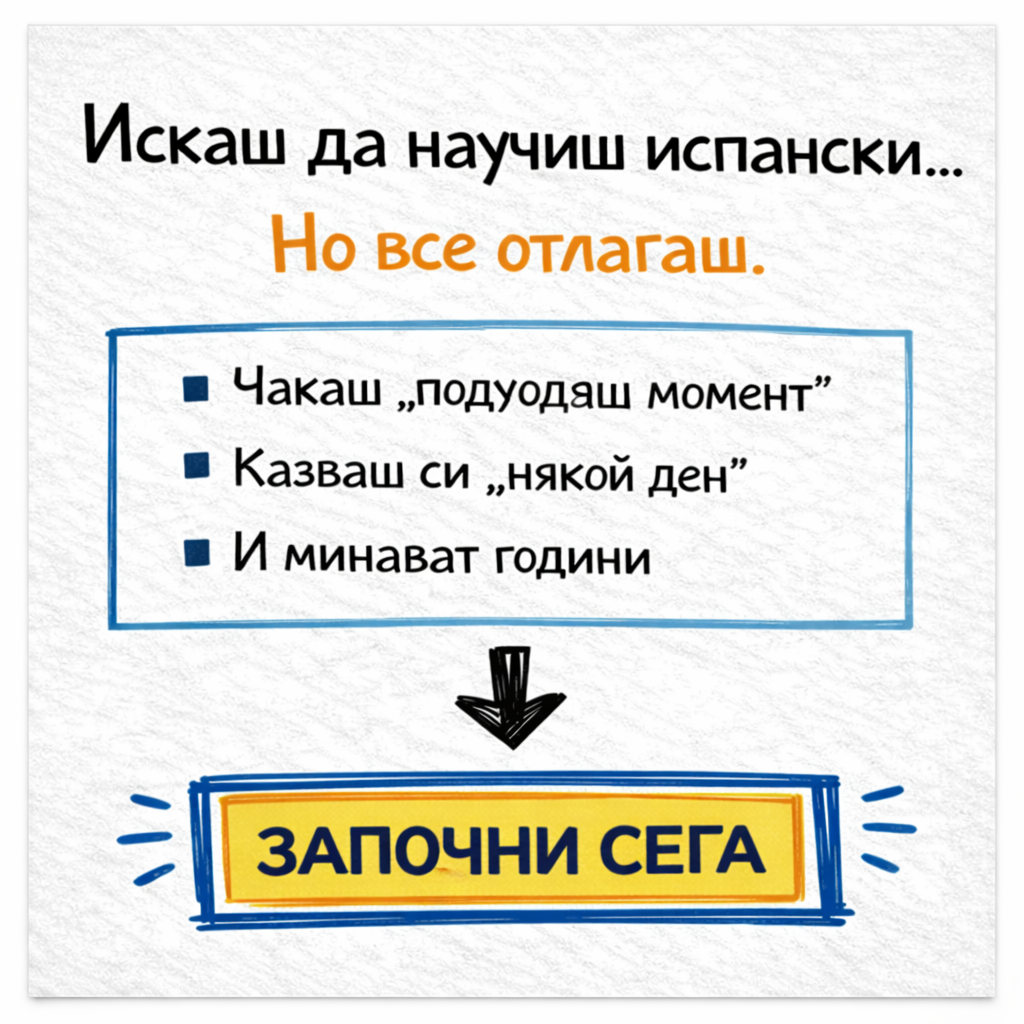 Искаш да научиш испански...
Но все отлагаш.
Чакаш „подуодяш момент”
Казваш си „някой ден”
И минават години
ЗАПОЧНИ СЕГА